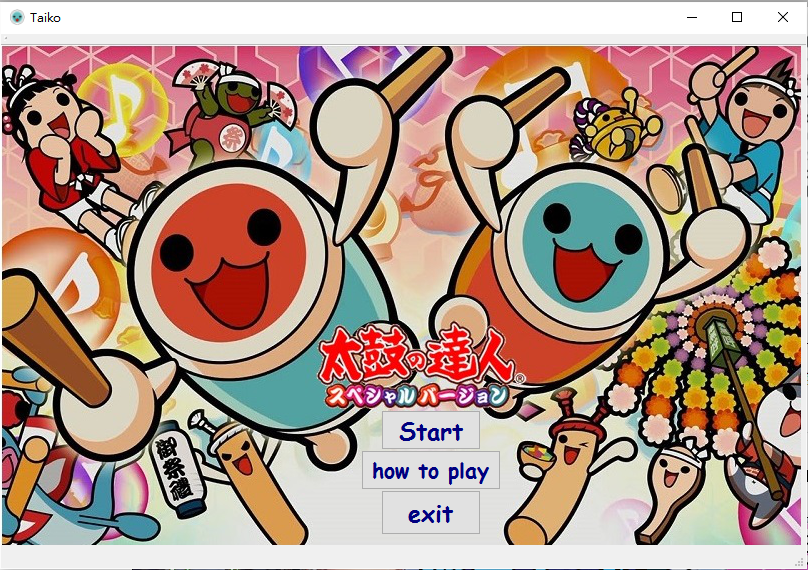 Taiko
祭
太鼓の達人
®
スペシャルバージョン
御祭禮
Start
how to play
exit